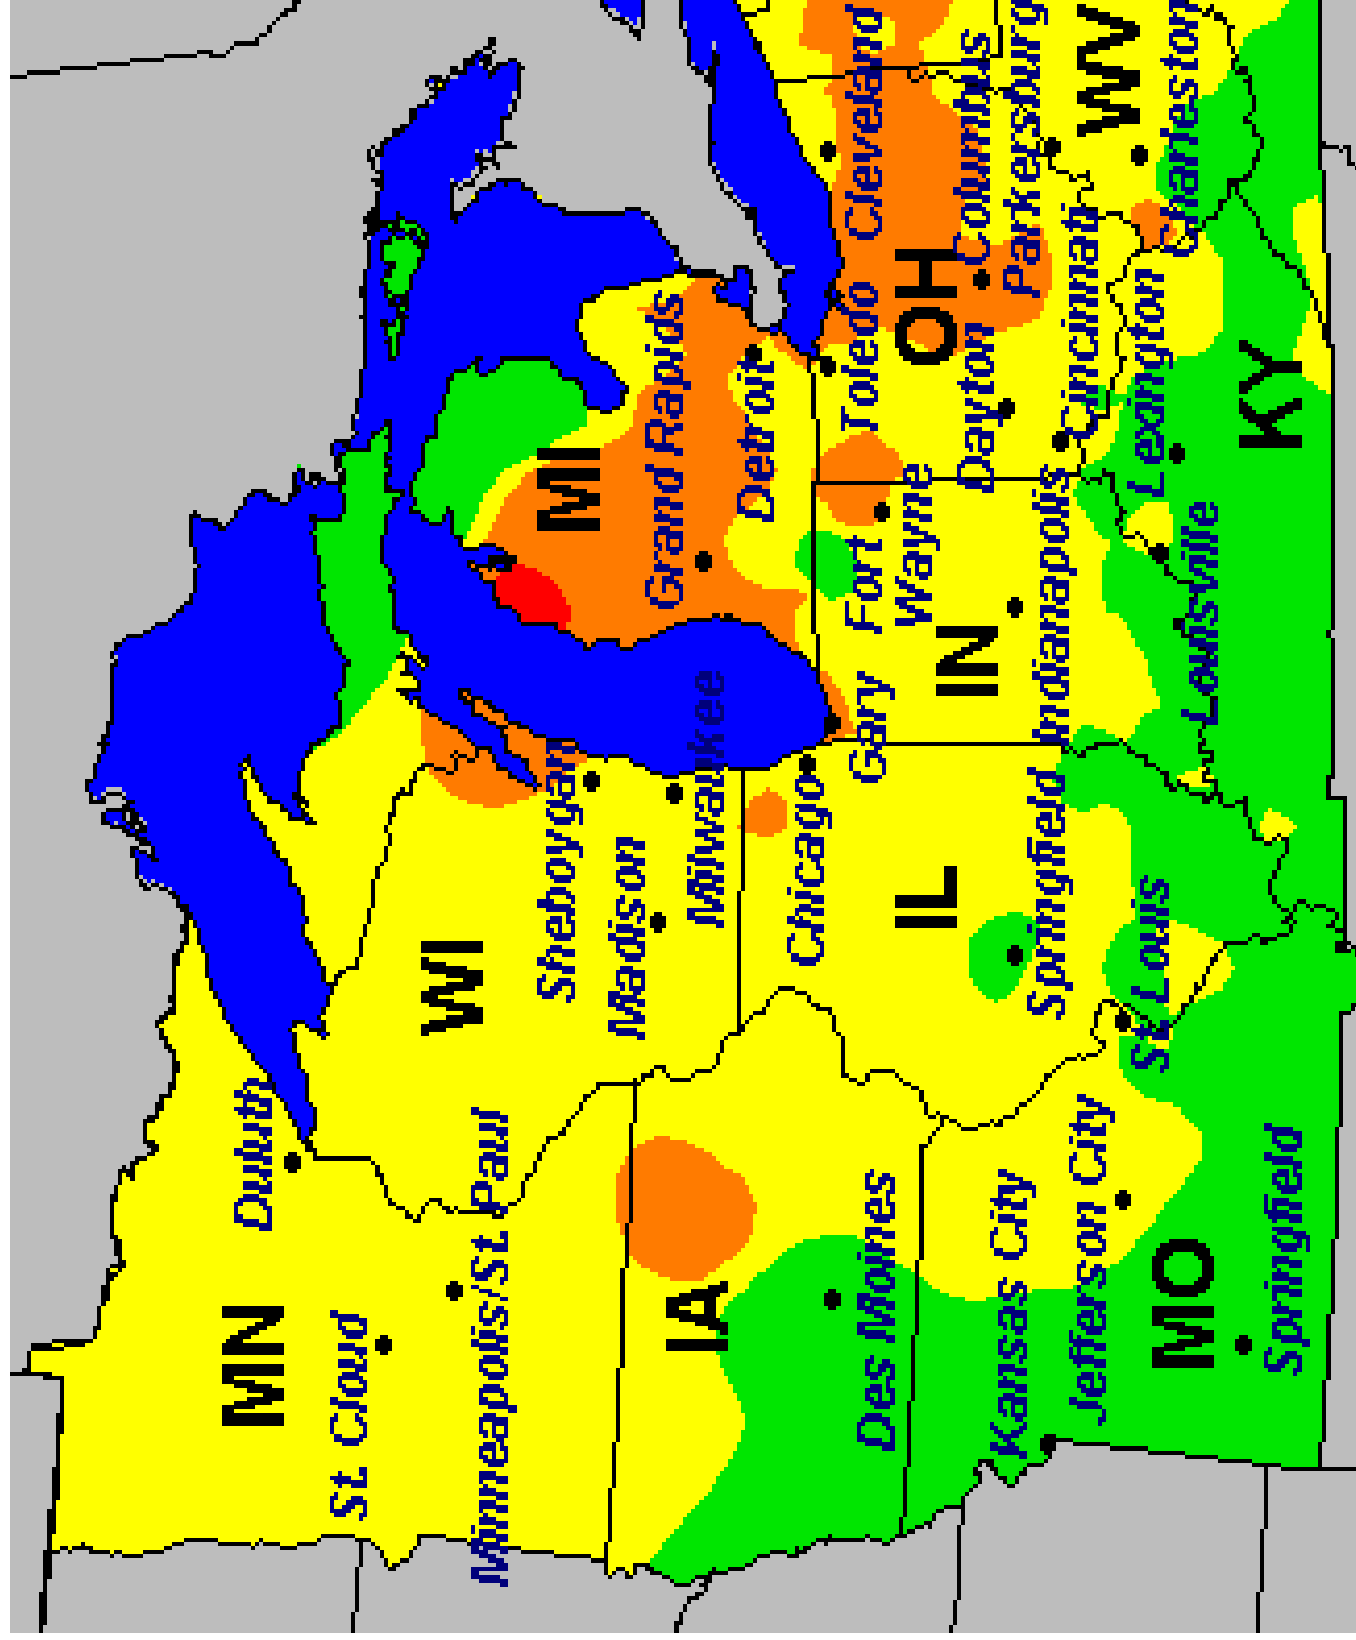 MN
Duluth
St Cloud
Minneapolis/St Paul
WI
Sheboygan
Madison
Milwaukee
MI
Grand Rapids
Detroit
IA
Des Moines
IL
Chicago
Springfield
Gary
IN
Fort
Wayne
Indianapolis
OH
Toledo
Cleveland
Dayton
Columbus
Cincinnati
Parkersburg
WV
Charleston
Kansas City
Jefferson City
MO
Springfield
St Louis
Louisville
Lexington
KY